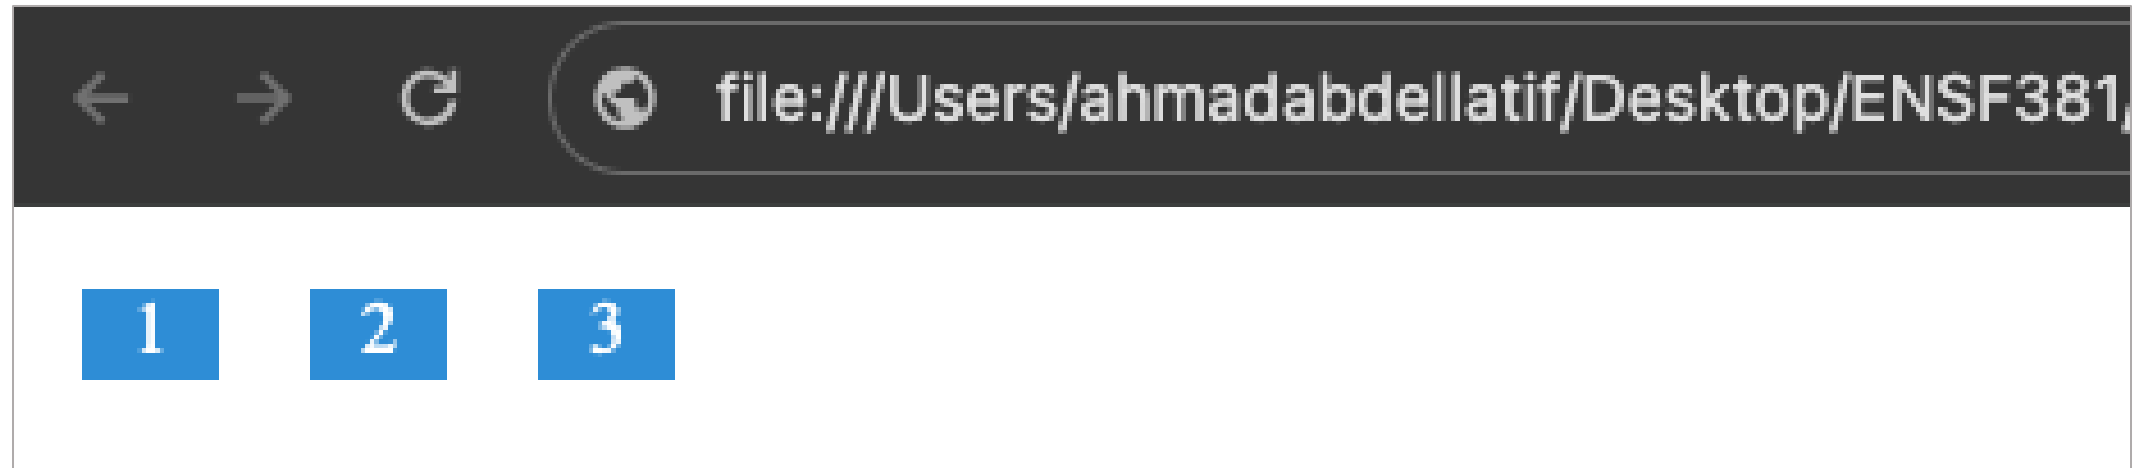 file:///Users/ahmadabdellatif/Desktop/ENSF381/
1 2 3